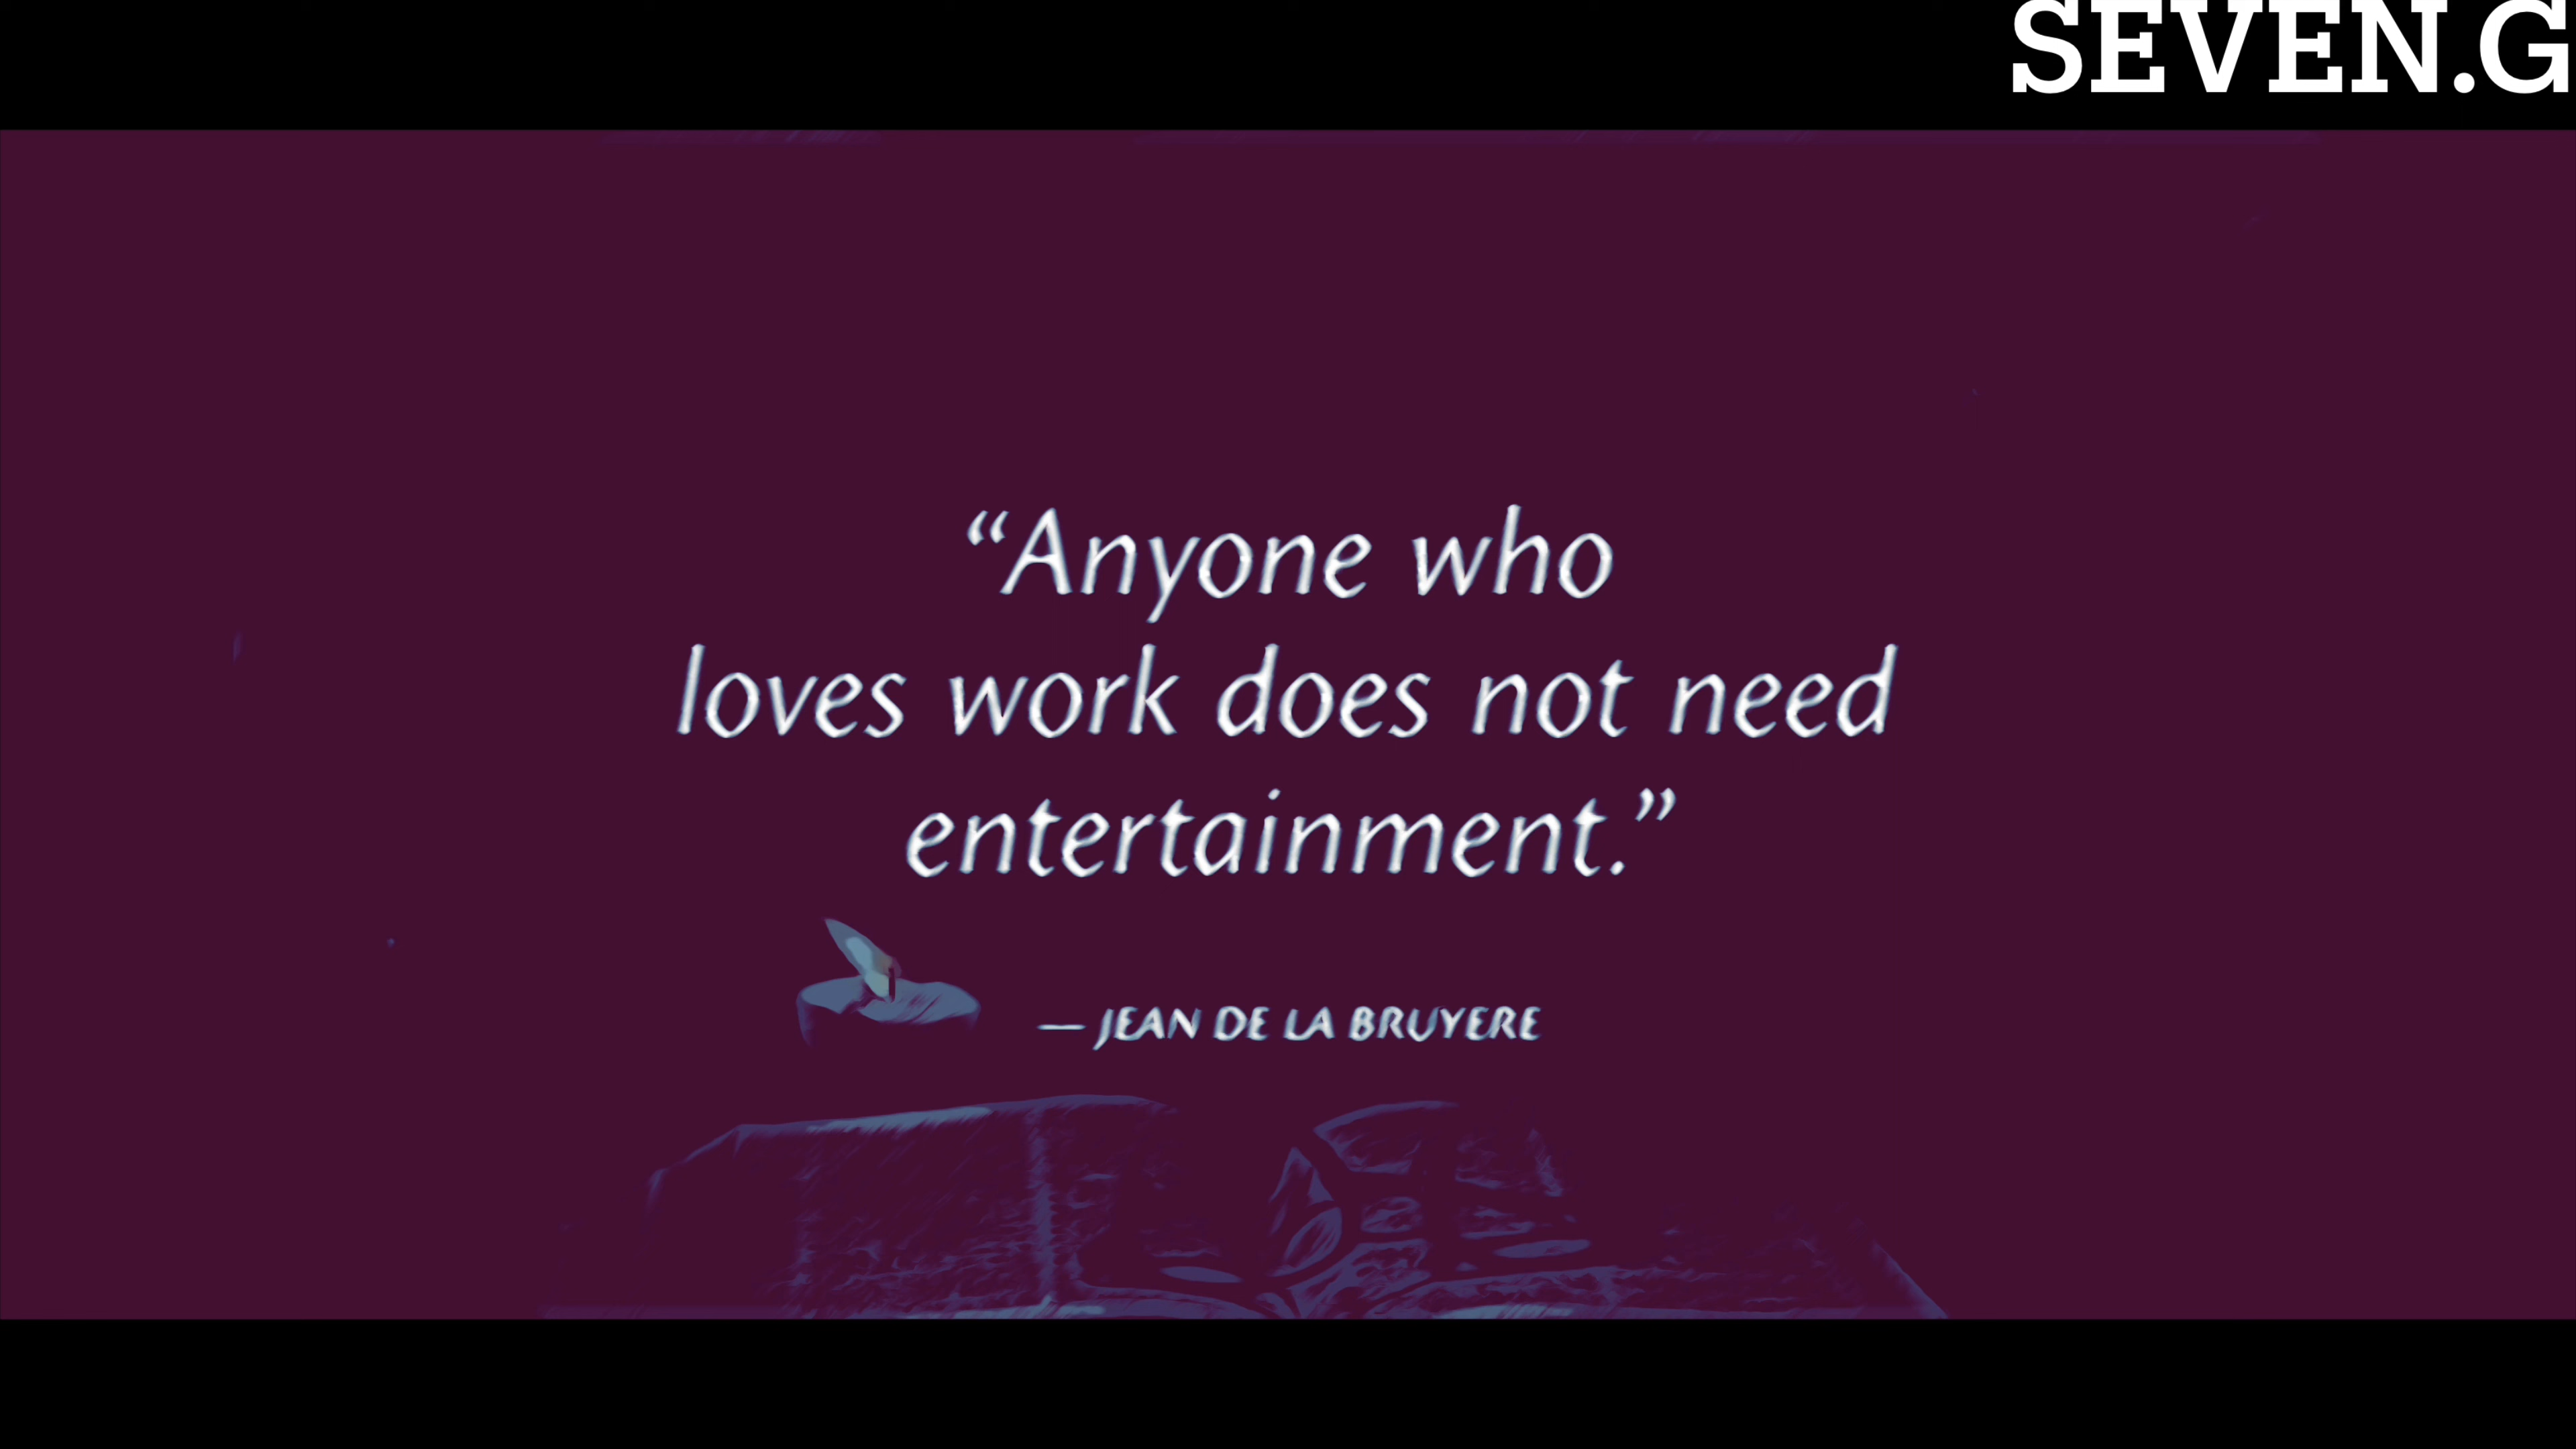 SEVEN.G
“Anyone who
loves work does not need
entertainment.”
— JEAN DE LA BRUYERE